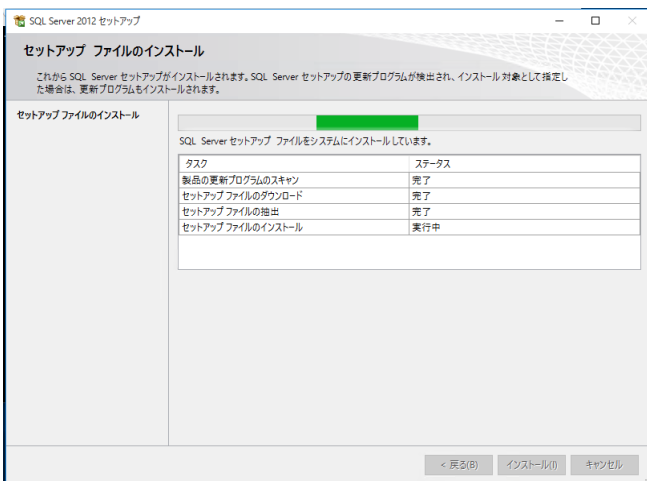 SQL Server 2012 セットアップ
セットアップ ファイルのインストール
これから SQL Server セットアップがインストールされます。SQL Server セットアップの更新プログラムが検出され、インストール対象として指定し
た場合は、更新プログラムもインストールされます。
セットアップ ファイルのインストール
SQL Server セットアップ ファイルをシステムにインストールしています。
タスク ステータス
製品の更新プログラムのスキャン 完了
セットアップ ファイルのダウンロード 完了
セットアップ ファイルの抽出 完了
セットアップ ファイルのインストール 実行中
< 戻る(B) インストール(I) キャンセル